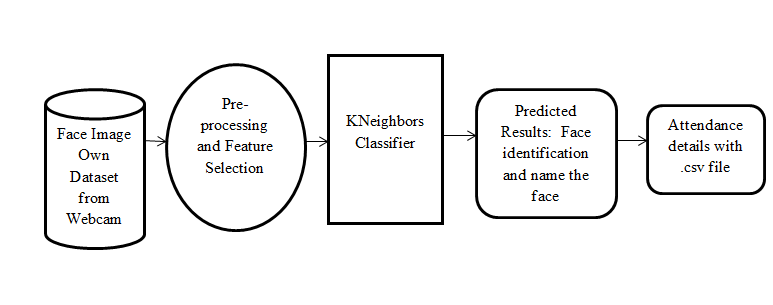 Face Image
Own
Dataset
from
Webcam
Pre-
processing
and Feature
Selection
KNeighbors
Classifier
Predicted
Results:  Face
identification
and name the
face
Attendance
details with
.csv file